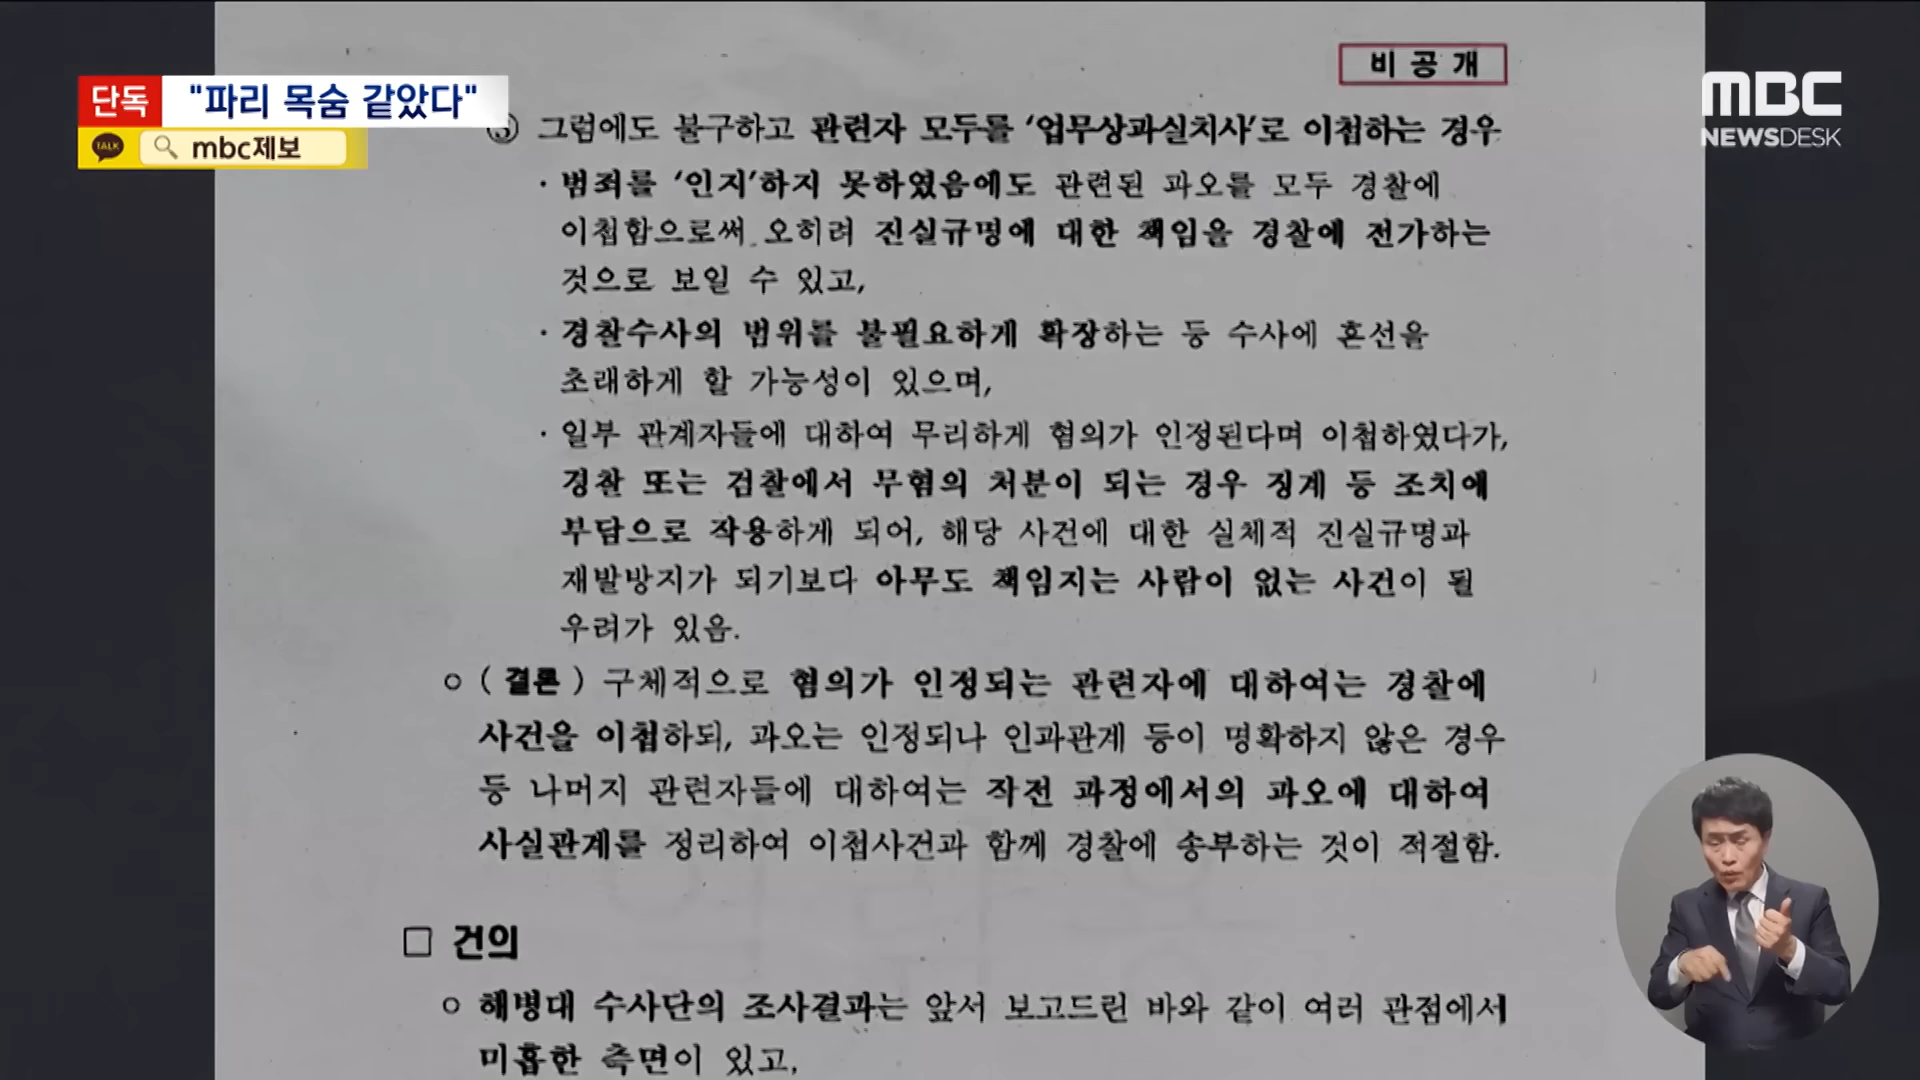 단독 "파리 목숨 같았다"
TALK mbc제보
MBC
NEWSDESK
비공개
그럼에도 불구하고 관련자 모두를 '업무상과실치사'로 이첩하는 경우
· 범죄를 '인지'하지 못하였음에도 관련된 과오를 모두 경찰에
이첩함으로써 오히려 진실규명에 대한 책임을 경찰에 전가하는
것으로 보일 수 있고,
· 경찰수사의 범위를 불필요하게 확장하는 등 수사에 혼선을
초래하게 할 가능성이 있으며,
· 일부 관계자들에 대하여 무리하게 혐의가 인정된다며 이첩하였다가,
경찰 또는 검찰에서 무혐의 처분이 되는 경우 징계 등 조치에
부담으로 작용하게 되어, 해당 사건에 대한 실체적 진실규명과
재발방지가 되기보다 아무도 책임지는 사람이 없는 사건이 될
우려가 있음.
○ (결론) 구체적으로 혐의가 인정되는 관련자에 대하여는 경찰에
사건을 이첩하되, 과오는 인정되나 인과관계 등이 명확하지 않은 경우
등 나머지 관련자들에 대하여는 작전 과정에서의 과오에 대하여
사실관계를 정리하여 이첩사건과 함께 경찰에 송부하는 것이 적절함.
□ 건의
○ 해병대 수사단의 조사결과는 앞서 보고드린 바와 같이 여러 관점에서
미흡한 측면이 있고,